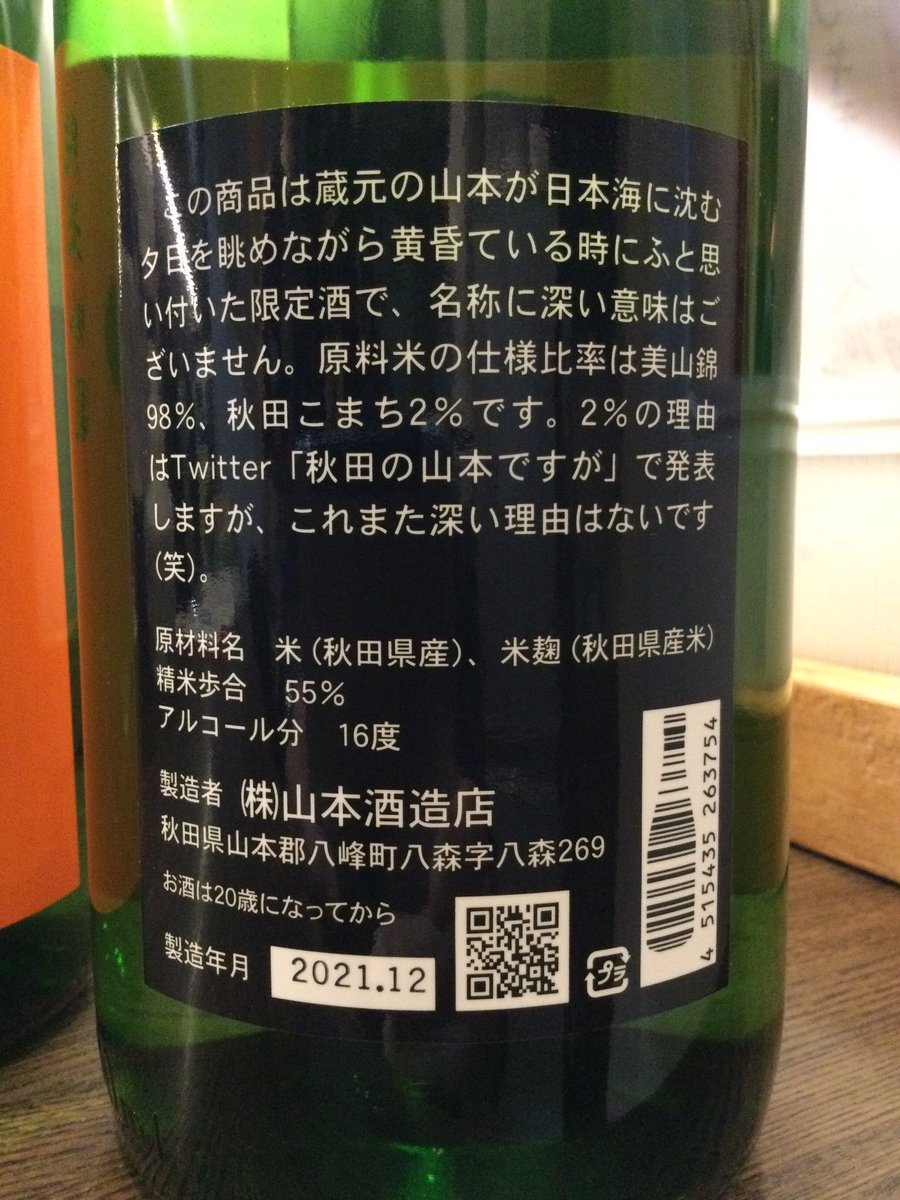 この商品は蔵元の山本が日本海に沈む
夕日を眺めながら黄昏ている時にふと思
い付いた限定酒で、名称に深い意味はご
ざいません。原料米の仕様比率は美山錦
98%、秋田こまち2%です。2%の理由
はTwitter「秋田の山本ですが」で発表
しますが、これまた深い理由はないです
(笑)。
原材料名 米(秋田県産)、米麹(秋田県産米)
精米歩合 55%
アルコール分 16度
製造者 ㈱山本酒造店
秋田県山本郡八峰町八森字八森269
お酒は20歳になってから
製造年月 2021.12
プラ
4 515435 263754